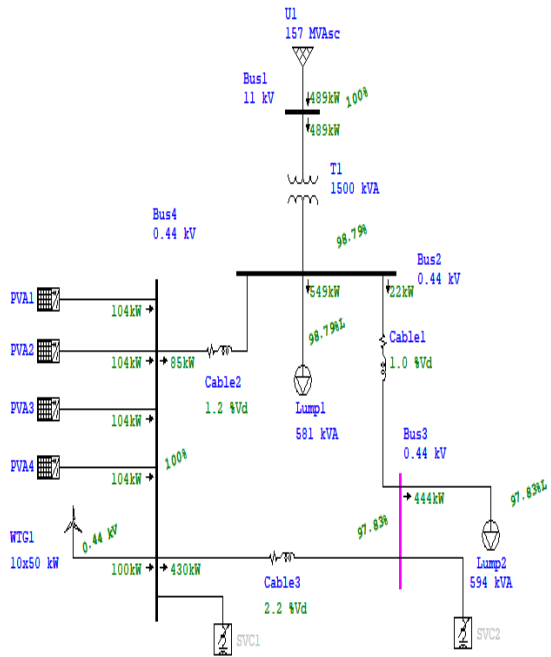 U1
157 MVAsc
Bus1
11 kV
489kW
100%
489kW
T1
1500 kVA
98.79%
Bus4
0.44 kV
Bus2
0.44 kV
549kW
22kW
98.79%L
Cable1
1.0 %Vd
PVA1
104kW
PVA2
104kW
85kW
Cable2
1.2 %Vd
Lump1
581 kVA
PVA3
104kW
Bus3
0.44 kV
PVA4
104kW
100%
444kW
97.83%L
97.83%
WTG1
10x50 kW
0.44 kV
100kW
430kW
Cable3
2.2 %Vd
Lump2
594 kVA
SVC1
SVC2